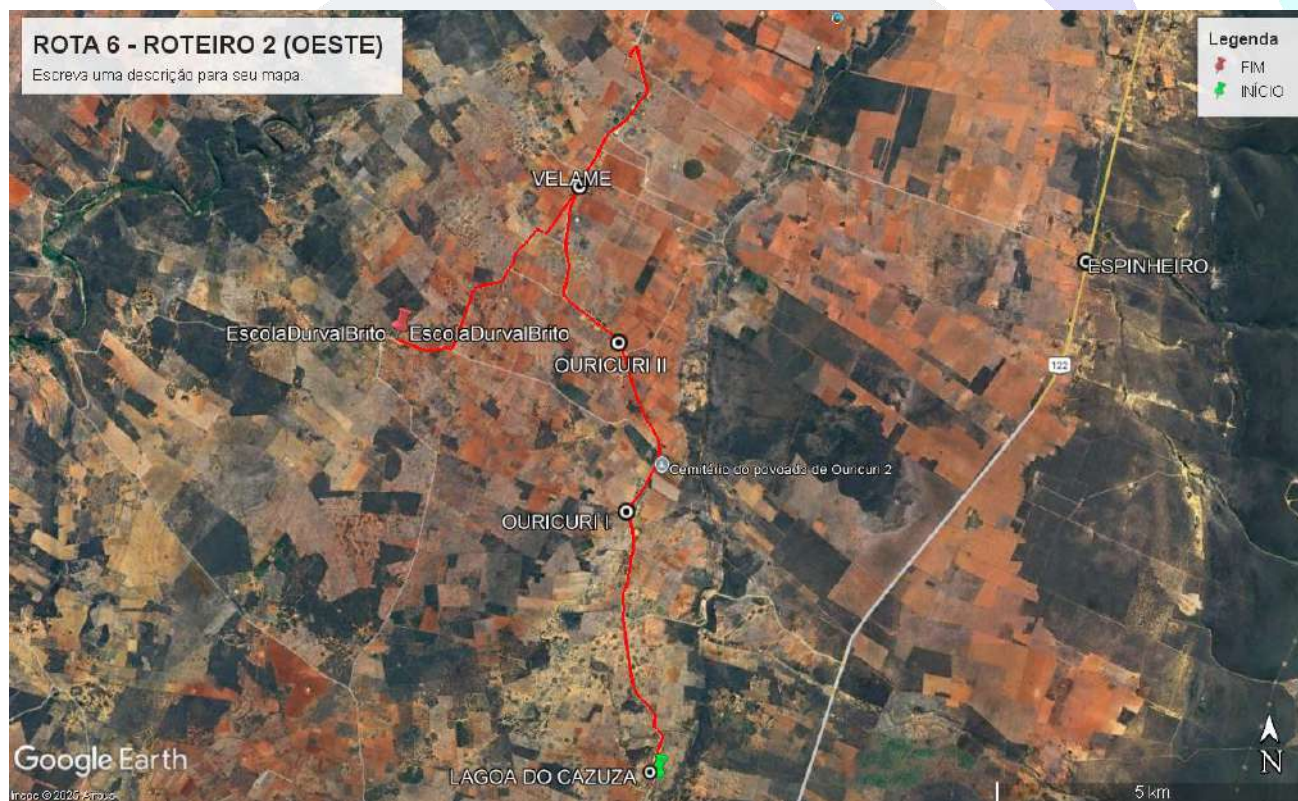 ROTA 6 - ROTEIRO 2 (OESTE)
Escreva uma descrição para seu mapa.
Legenda
FIM
INÍCIO
VELAME
ESPINHEIRO
EscolaDurvalBrito
EscolaDurvalBrito
OURICURI II
122
Cemitério do povoado de Ouricuri 2
OURICURI I
LAGOA DO CAZUZA
Google Earth
N
5 km